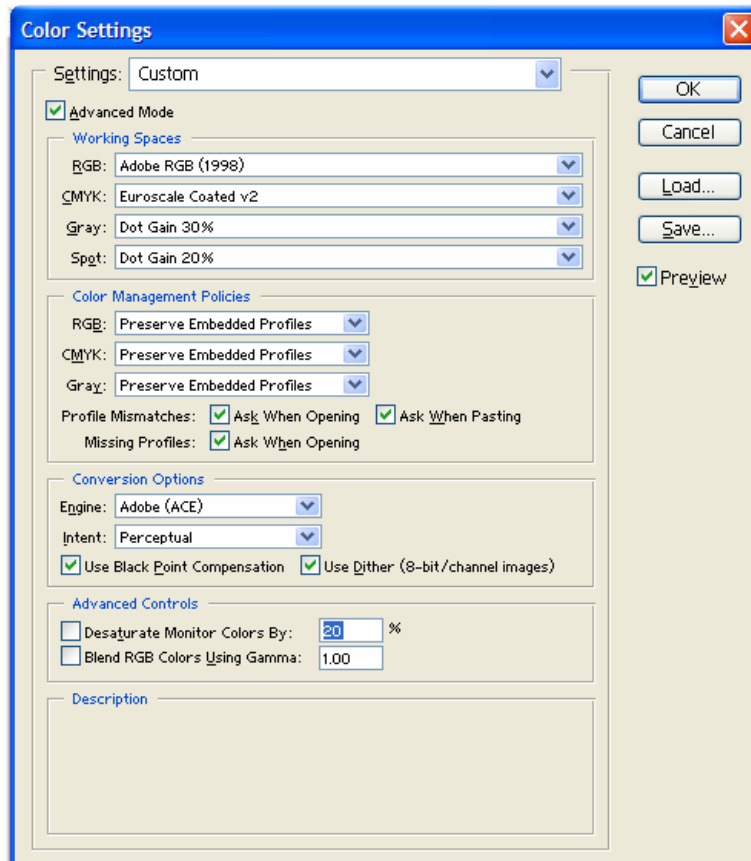 Color Settings
Settings: Custom
OK
Advanced Mode
Cancel
Working Spaces
RGB: Adobe RGB (1998)
CMYK: Euroscale Coated v2
Load...
Gray: Dot Gain 30%
Save...
Spot: Dot Gain 20%
Preview
Color Management Policies
RGB: Preserve Embedded Profiles
CMYK: Preserve Embedded Profiles
Gray: Preserve Embedded Profiles
Profile Mismatches: Ask When Opening Ask When Pasting
Missing Profiles: Ask When Opening
Conversion Options
Engine: Adobe (ACE)
Intent: Perceptual
Use Black Point Compensation Use Dither (8-bit/channel images)
Advanced Controls
Desaturate Monitor Colors By: 20 %
Blend RGB Colors Using Gamma: 1.00
Description